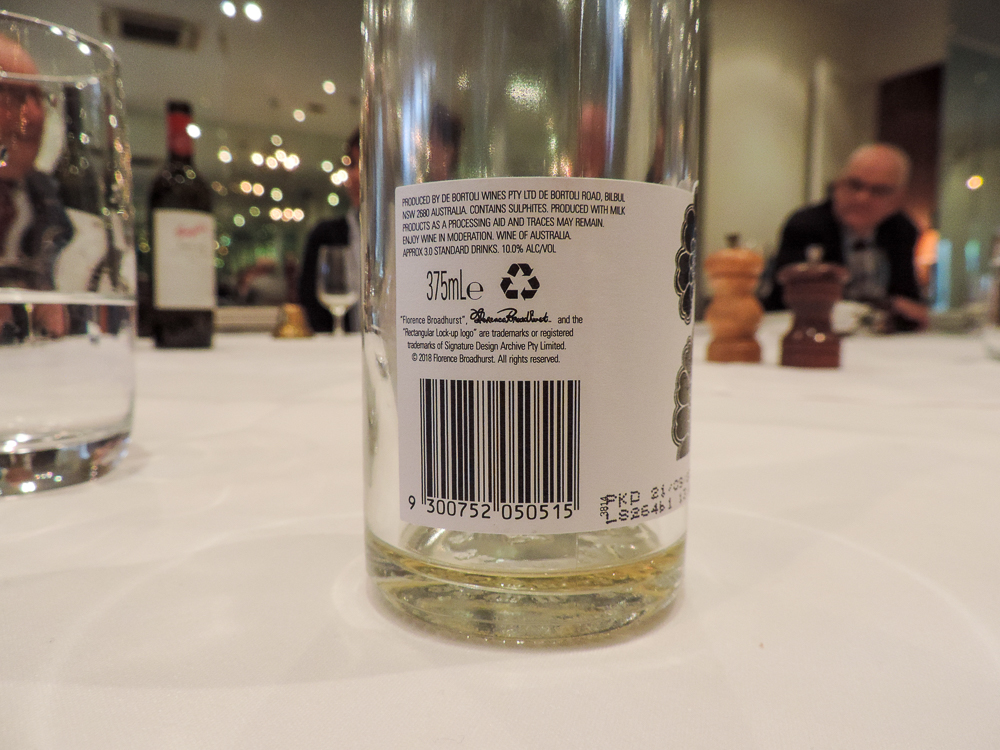 PRODUCED BY DE BORTOLI WINES PTY LTD DE BORTOLI ROAD, BILBUL
NSW 2680 AUSTRALIA. CONTAINS SULPHITES. PRODUCED WITH MILK
PRODUCTS AS A PROCESSING AID AND TRACES MAY REMAIN.
ENJOY WINE IN MODERATION. WINE OF AUSTRALIA.
APPROX 3.0 STANDARD DRINKS. 10.0% ALC/VOL
375mL e
"Florence Broadhurst", Florence Broadhurst and the
"Rectangular Lock-up logo" are trademarks or registered
trademarks of Signature Design Archive Pty Limited.
© 2018 Florence Broadhurst. All rights reserved.
9 300752 050515